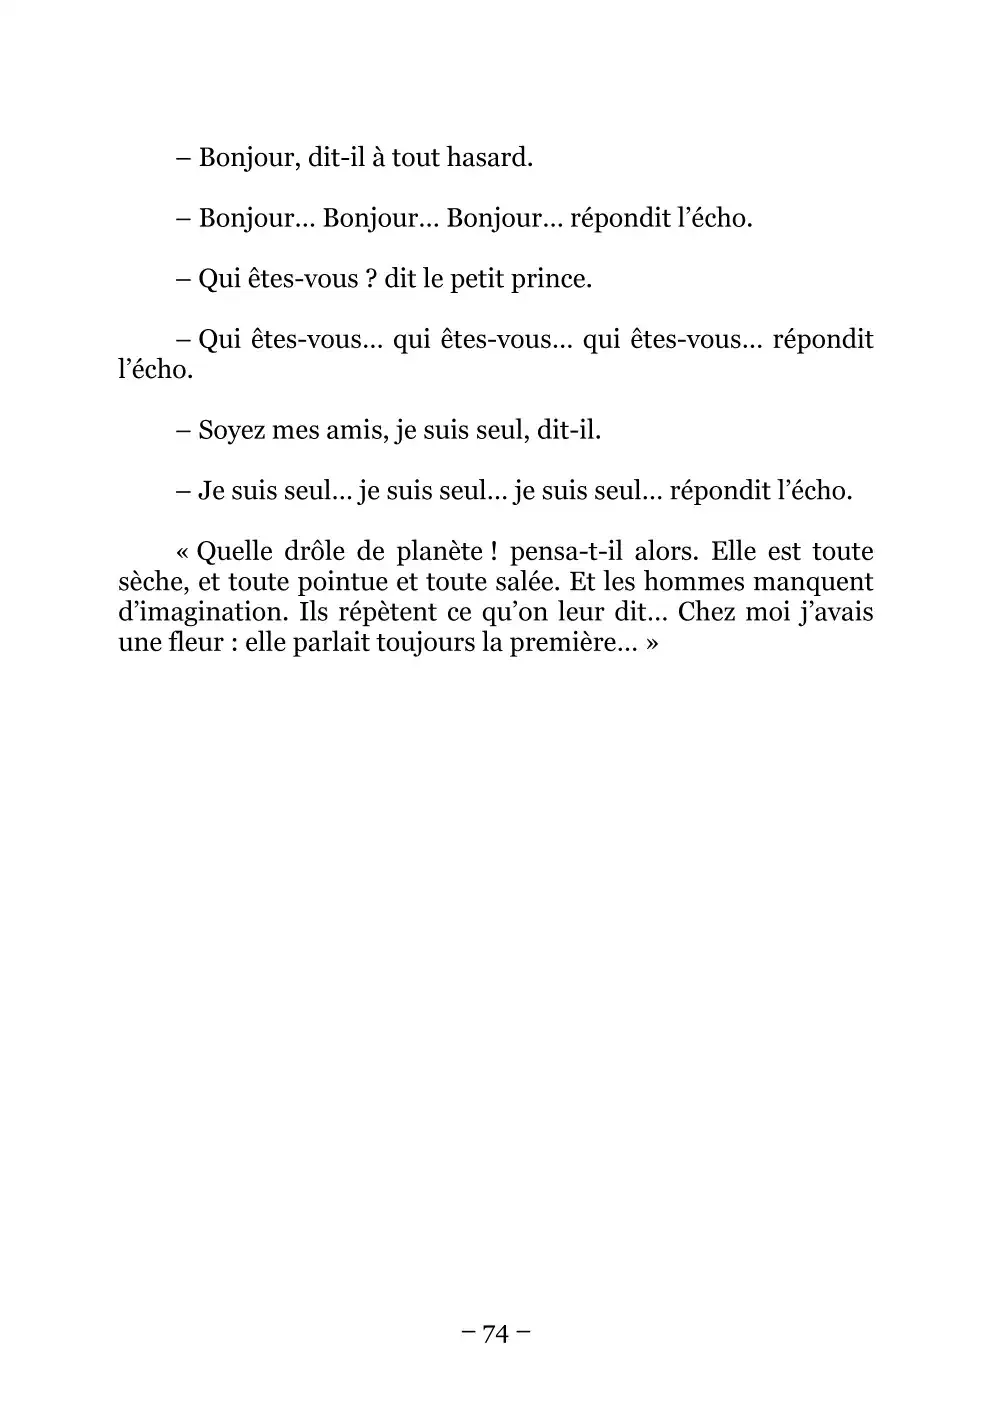 – Bonjour, dit-il à tout hasard.
– Bonjour… Bonjour… Bonjour… répondit l’écho.
– Qui êtes-vous ? dit le petit prince.
– Qui êtes-vous… qui êtes-vous… qui êtes-vous… répondit
l’écho.
– Soyez mes amis, je suis seul, dit-il.
– Je suis seul… je suis seul… je suis seul… répondit l’écho.
« Quelle drôle de planète ! pensa-t-il alors. Elle est toute
sèche, et toute pointue et toute salée. Et les hommes manquent
d’imagination. Ils répètent ce qu’on leur dit… Chez moi j’avais
une fleur : elle parlait toujours la première… »
– 74 –